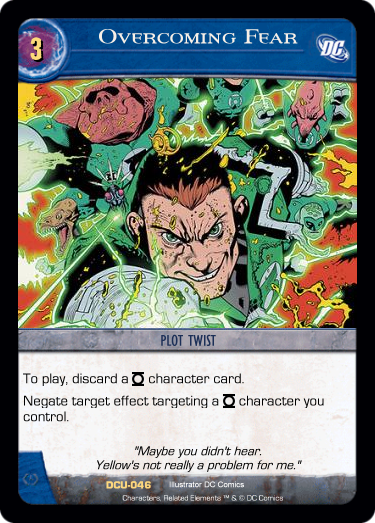 Overcoming Fear
3
DC
PLOT TWIST
To play, discard a character card.
Negate target effect targeting a character you
control.
"Maybe you didn't hear.
Yellow's not really a problem for me."
DCU-046 Illustrator DC Comics
Characters, Related Elements ™ & © DC Comics